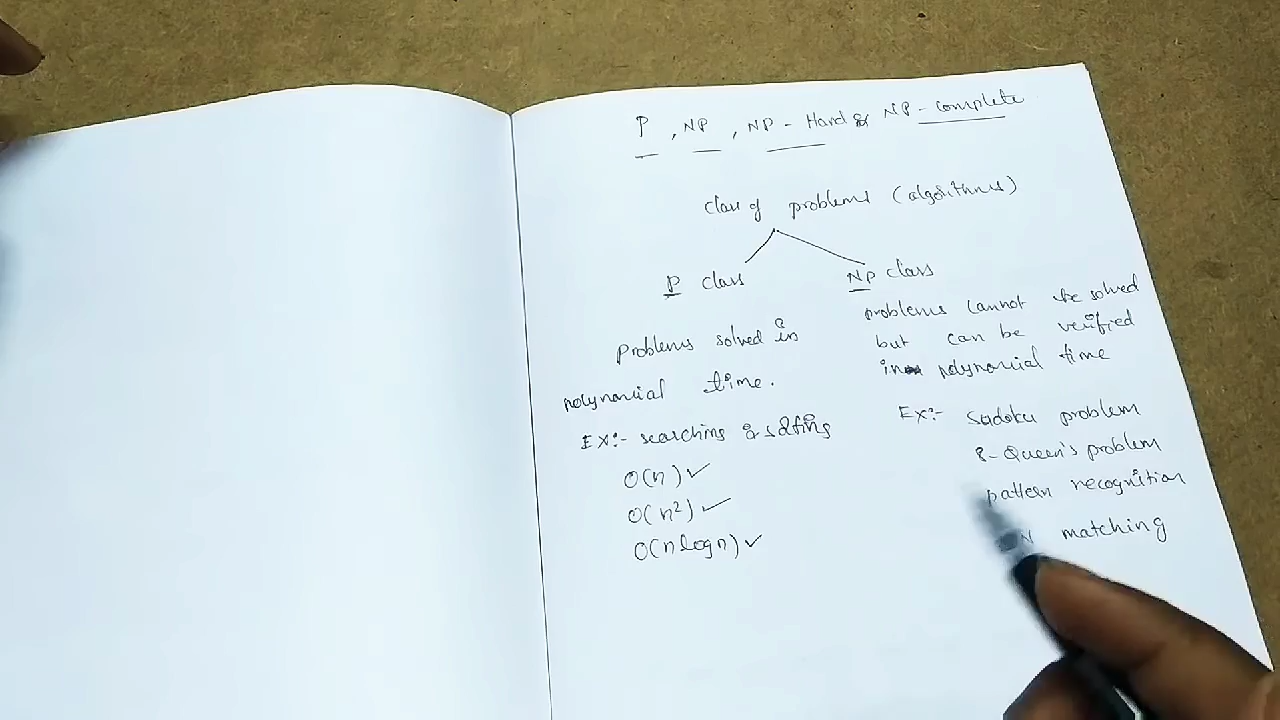 P, NP, NP-Hard & NP-complete
class of problems (algorithms)
P class
problems solved in
polynomial time.
Ex:- searching & sorting
O(n) ✓
O(n²) ✓
O(n log n) ✓
NP class
problems cannot be solved
but can be verified
in polynomial time
Ex:- Sudoku problem
8-Queen's problem
pattern recognition
matching